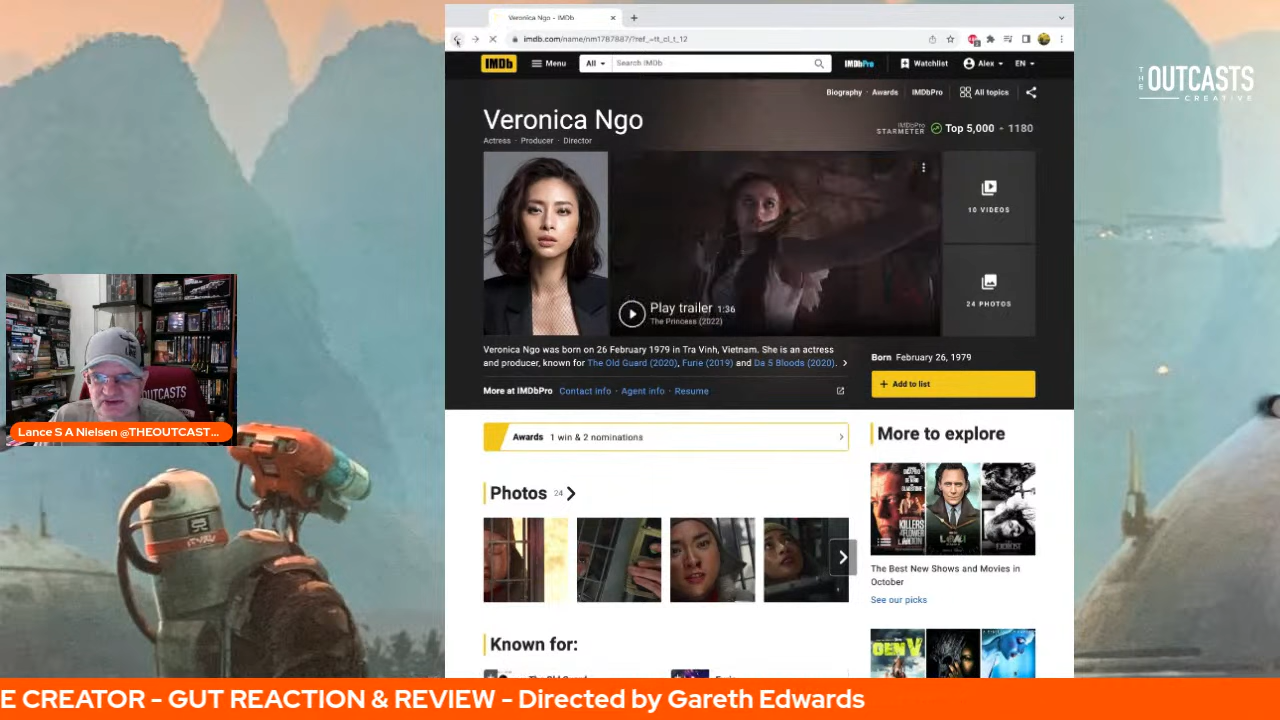 Veronica Ngo - IMDb
imdb.com/name/nm1787887/?ref_=tt_cl_t_12
IMDb
Menu
All
Search IMDb
IMDbPro
Watchlist
Alex
EN
Biography · Awards
IMDbPro
All topics
Veronica Ngo
Actress · Producer · Director
IMDbPro
STARMETER
Top 5,000
1180
10 VIDEOS
24 PHOTOS
Play trailer 1:36
The Princess (2022)
Veronica Ngo was born on 26 February 1979 in Tra Vinh, Vietnam. She is an actress
and producer, known for The Old Guard (2020), Furie (2019) and Da 5 Bloods (2020).
Born February 26, 1979
+ Add to list
More at IMDbPro Contact info · Agent info · Resume
Awards 1 win & 2 nominations
Photos 24
Known for:
More to explore
KILLERS
OF THE
FLOWER
MOON
The Best New Shows and Movies in
October
See our picks
GEN V
THE
OUTCASTS
CREATIVE
OUTCASTS
Lance S A Nielsen @THEOUTCAST...
E CREATOR - GUT REACTION & REVIEW - Directed by Gareth Edwards